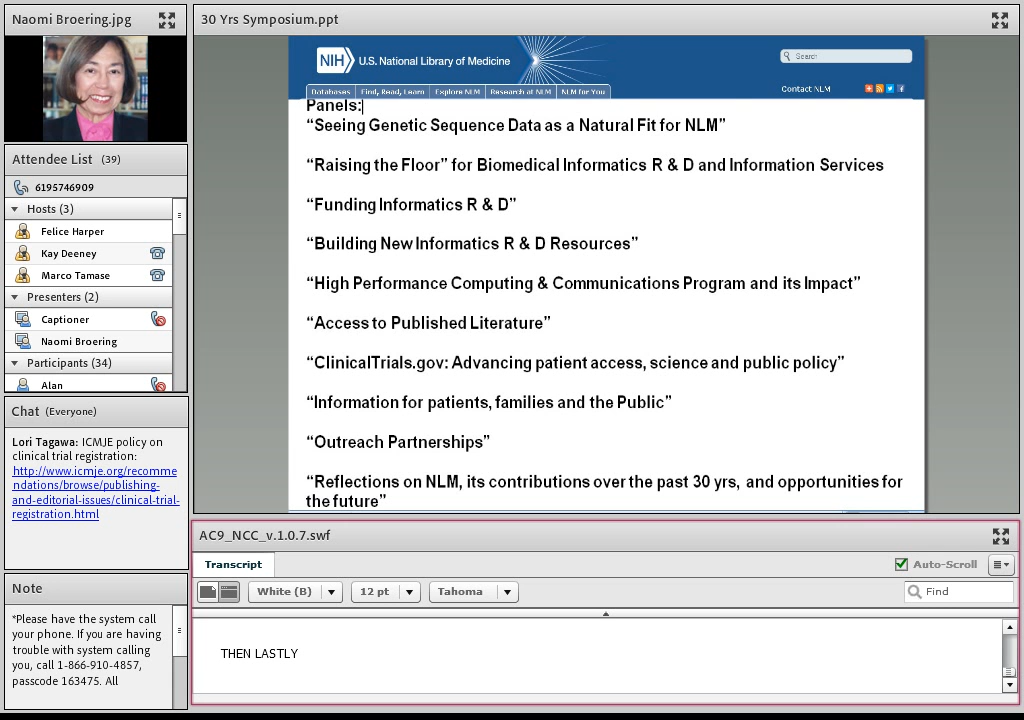 Naomi Broering.jpg
Attendee List (39)
6195746909
Hosts (3)
Felice Harper
Kay Deeney
Marco Tamase
Presenters (2)
Captioner
Naomi Broering
Participants (34)
Alan
Chat (Everyone)
Lori Tagawa: ICMJE policy on
clinical trial registration:
http://www.icmje.org/recomme
ndations/browse/publishing-
and-editorial-issues/clinical-trial-
registration.html
Note
*Please have the system call
your phone. If you are having
trouble with system calling
you, call 1-866-910-4857,
passcode 163475. All
30 Yrs Symposium.ppt
NIH U.S. National Library of Medicine
Search
Databases Find, Read, Learn Explore NLM Research at NLM NLM for You
Contact NLM
Panels:
“Seeing Genetic Sequence Data as a Natural Fit for NLM”
“Raising the Floor” for Biomedical Informatics R & D and Information Services
“Funding Informatics R & D”
“Building New Informatics R & D Resources”
“High Performance Computing & Communications Program and its Impact”
“Access to Published Literature”
“ClinicalTrials.gov: Advancing patient access, science and public policy”
“Information for patients, families and the Public”
“Outreach Partnerships”
“Reflections on NLM, its contributions over the past 30 yrs, and opportunities for
the future”
AC9_NCC_v.1.0.7.swf
Transcript
Auto-Scroll
White (B) 12 pt Tahoma
Find
THEN LASTLY